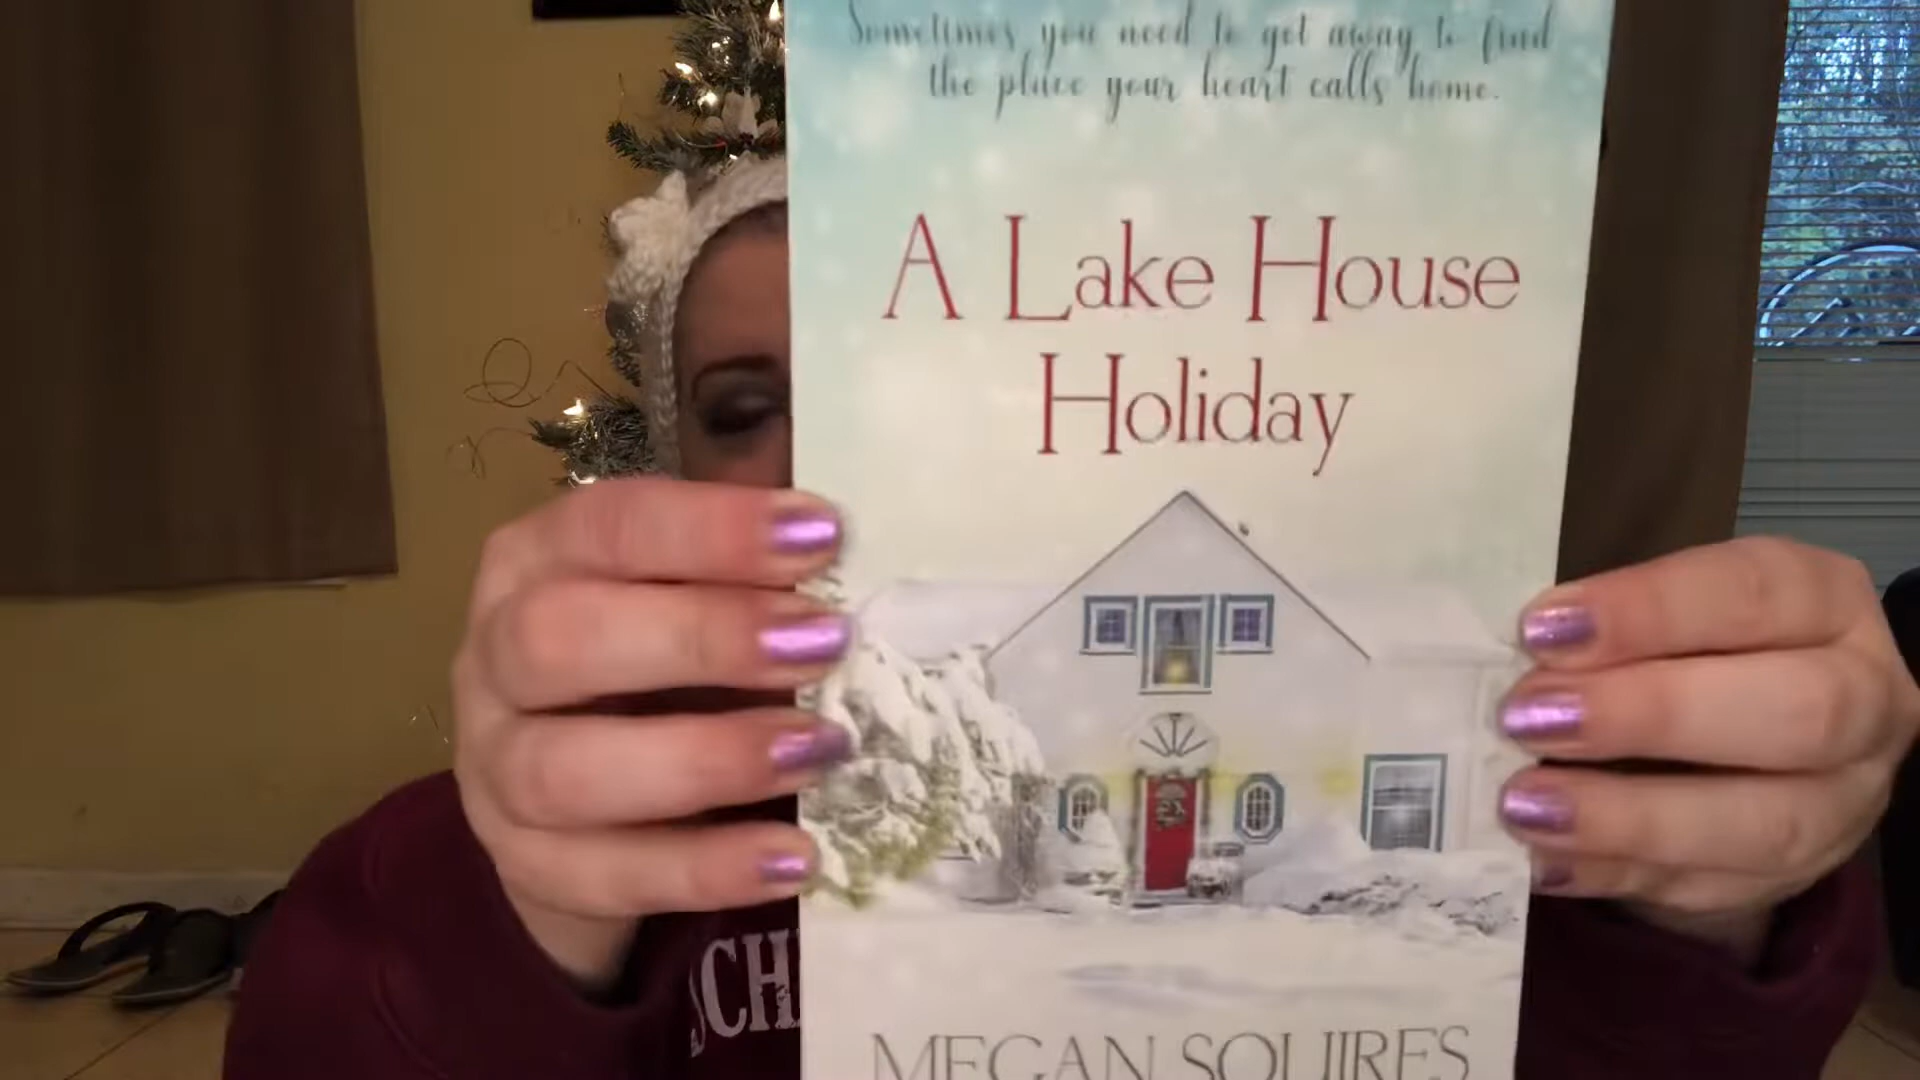 Sometimes you need to get away to find
the place your heart calls home.
A Lake House
Holiday
MEGAN SQUIRES
SCH